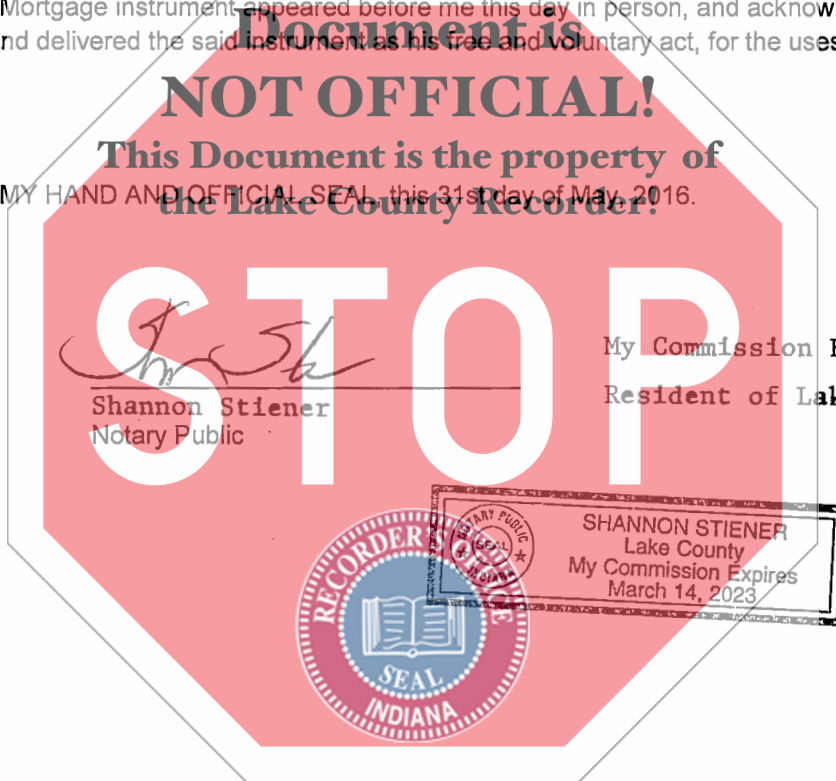 Mortgage instrument appeared before me this day in person, and acknow
nd delivered the said instrument as his free and voluntary act, for the uses
Document is
NOT OFFICIAL!
This Document is the property of
the Lake County Recorder!
MY HAND AND OFFICIAL SEAL, this 31st day of May, 2016.
STOP
My Commission E
Shannon Stiener
Resident of Lak
Notary Public
NOTARY PUBLIC
SEAL
INDIANA
SHANNON STIENER
Lake County
My Commission Expires
March 14, 2023
RECORDER'S OFFICE
SEAL
INDIANA